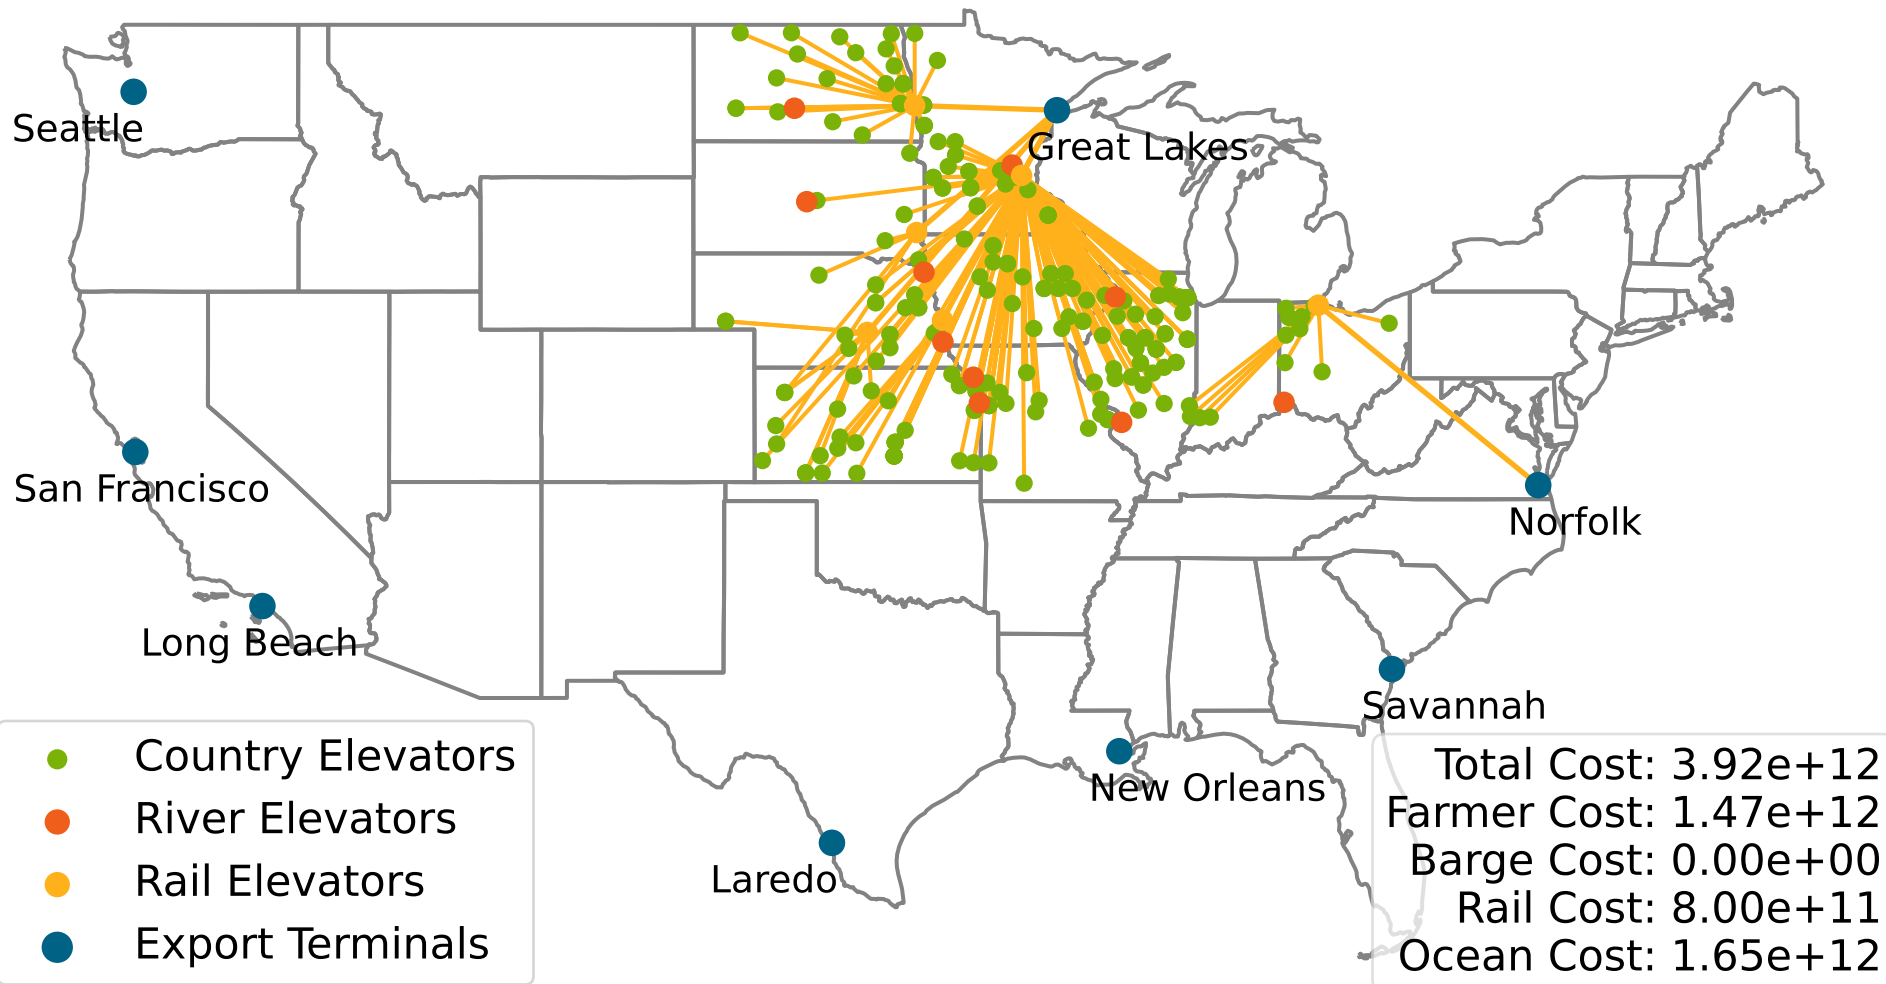 Seattle
Great Lakes
San Francisco
Norfolk
Long Beach
Savannah
New Orleans
Laredo
Country Elevators
River Elevators
Rail Elevators
Export Terminals
Total Cost: 3.92e+12
Farmer Cost: 1.47e+12
Barge Cost: 0.00e+00
Rail Cost: 8.00e+11
Ocean Cost: 1.65e+12